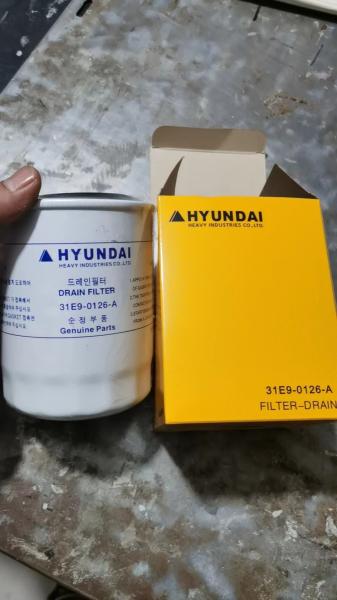 HYUNDAI
HEAVY INDUSTRIES CO.,LTD.
드레인필터
DRAIN FILTER
31E9-0126-A
순정부품
Genuine Parts
HYUNDAI
HEAVY INDUSTRIES CO.,LTD.
31E9-0126-A
FILTER-DRAIN